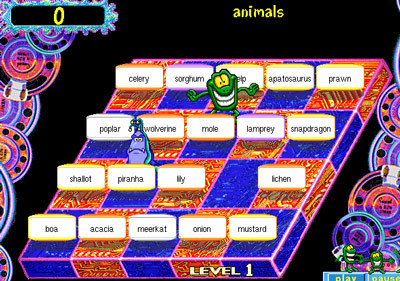 0
animals
celery sorghum apatosaurus prawn
poplar wolverine mole lamprey snapdragon
shallot piranha lily lichen
boa acacia meerkat onion mustard
LEVEL 1
play